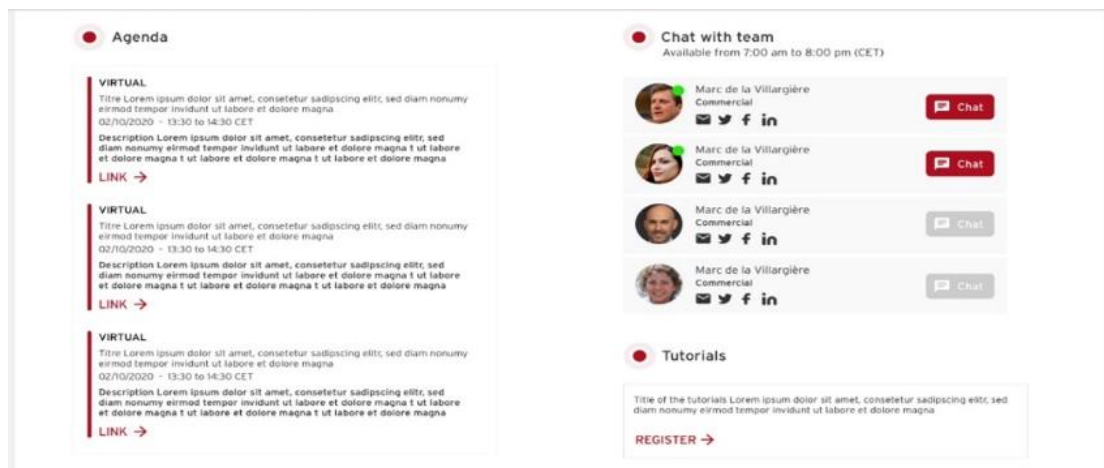 Agenda
VIRTUAL
Titre Lorem ipsum dolor sit amet, consetetur sadipscing elitr, sed diam nonumy
eirmod tempor invidunt ut labore et dolore magna
02/10/2020 - 13:30 to 14:30 CET
Description Lorem ipsum dolor sit amet, consetetur sadipscing elitr, sed
diam nonumy eirmod tempor invidunt ut labore et dolore magna t ut labore
et dolore magna t ut labore et dolore magna t ut labore et dolore magna
LINK →
VIRTUAL
Titre Lorem ipsum dolor sit amet, consetetur sadipscing elitr, sed diam nonumy
eirmod tempor invidunt ut labore et dolore magna
02/10/2020 - 13:30 to 14:30 CET
Description Lorem ipsum dolor sit amet, consetetur sadipscing elitr, sed
diam nonumy eirmod tempor invidunt ut labore et dolore magna t ut labore
et dolore magna t ut labore et dolore magna t ut labore et dolore magna
LINK →
VIRTUAL
Titre Lorem ipsum dolor sit amet, consetetur sadipscing elitr, sed diam nonumy
eirmod tempor invidunt ut labore et dolore magna
02/10/2020 - 13:30 to 14:30 CET
Description Lorem ipsum dolor sit amet, consetetur sadipscing elitr, sed
diam nonumy eirmod tempor invidunt ut labore et dolore magna t ut labore
et dolore magna t ut labore et dolore magna t ut labore et dolore magna
LINK →
Chat with team
Available from 7:00 am to 8:00 pm (CET)
Marc de la Villargière
Commercial
Chat
Marc de la Villargière
Commercial
Chat
Marc de la Villargière
Commercial
Chat
Marc de la Villargière
Commercial
Chat
Tutorials
Title of the tutorials Lorem ipsum dolor sit amet, consetetur sadipscing elitr, sed
diam nonumy eirmod tempor invidunt ut labore et dolore magna
REGISTER →